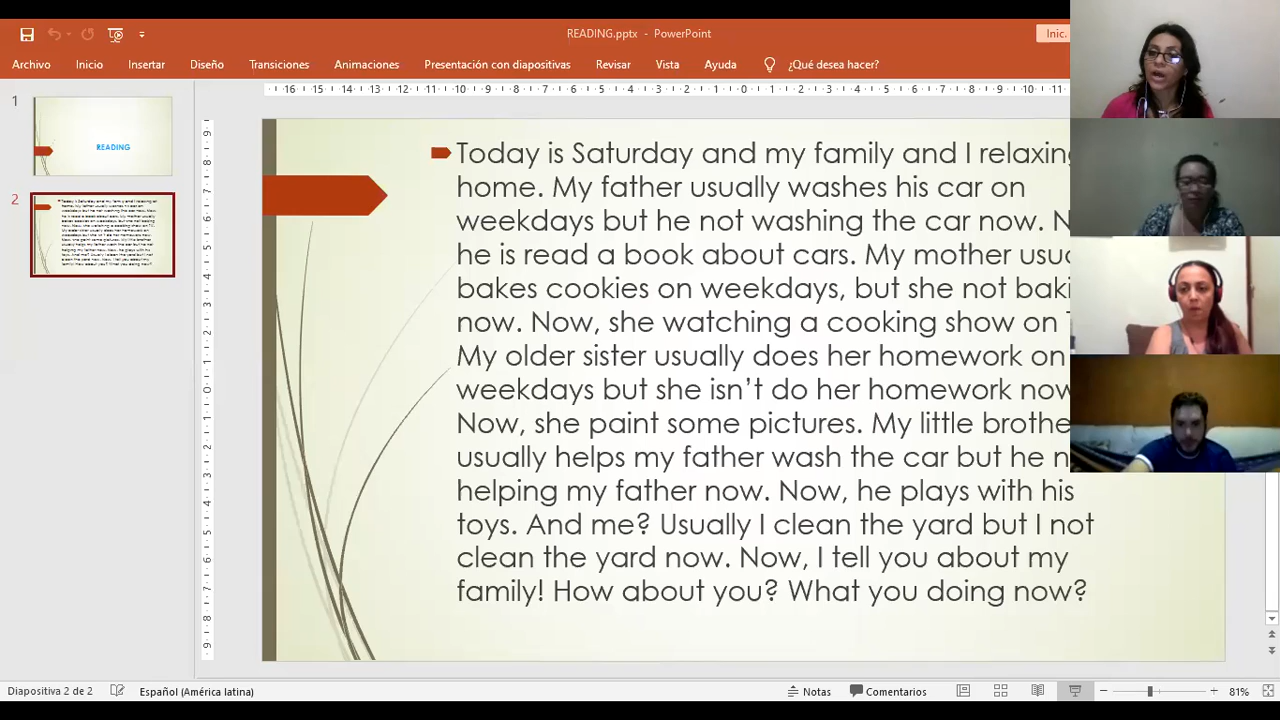 READING.pptx - PowerPoint
Inic.
Archivo Inicio Insertar Diseño Transiciones Animaciones Presentación con diapositivas Revisar Vista Ayuda ¿Qué desea hacer?
1
READING
2
Today is Saturday and my family and I relaxing
home. My father usually washes his car on
weekdays but he not washing the car now.
he is read a book about cars. My mother
bakes cookies on weekdays, but she not
now. Now, she watching a cooking show on
My older sister usually does her homework on
weekdays but she isn't do her homework now
Now, she paint some pictures. My little
usually helps my father wash the car but he
helping my father now. Now, he plays with his
toys. And me? Usually I clean the yard but I not
clean the yard now. Now, I tell you about my
family! How about you? What you doing now?
Diapositiva 2 de 2 Español (América latina) Notas Comentarios 81%